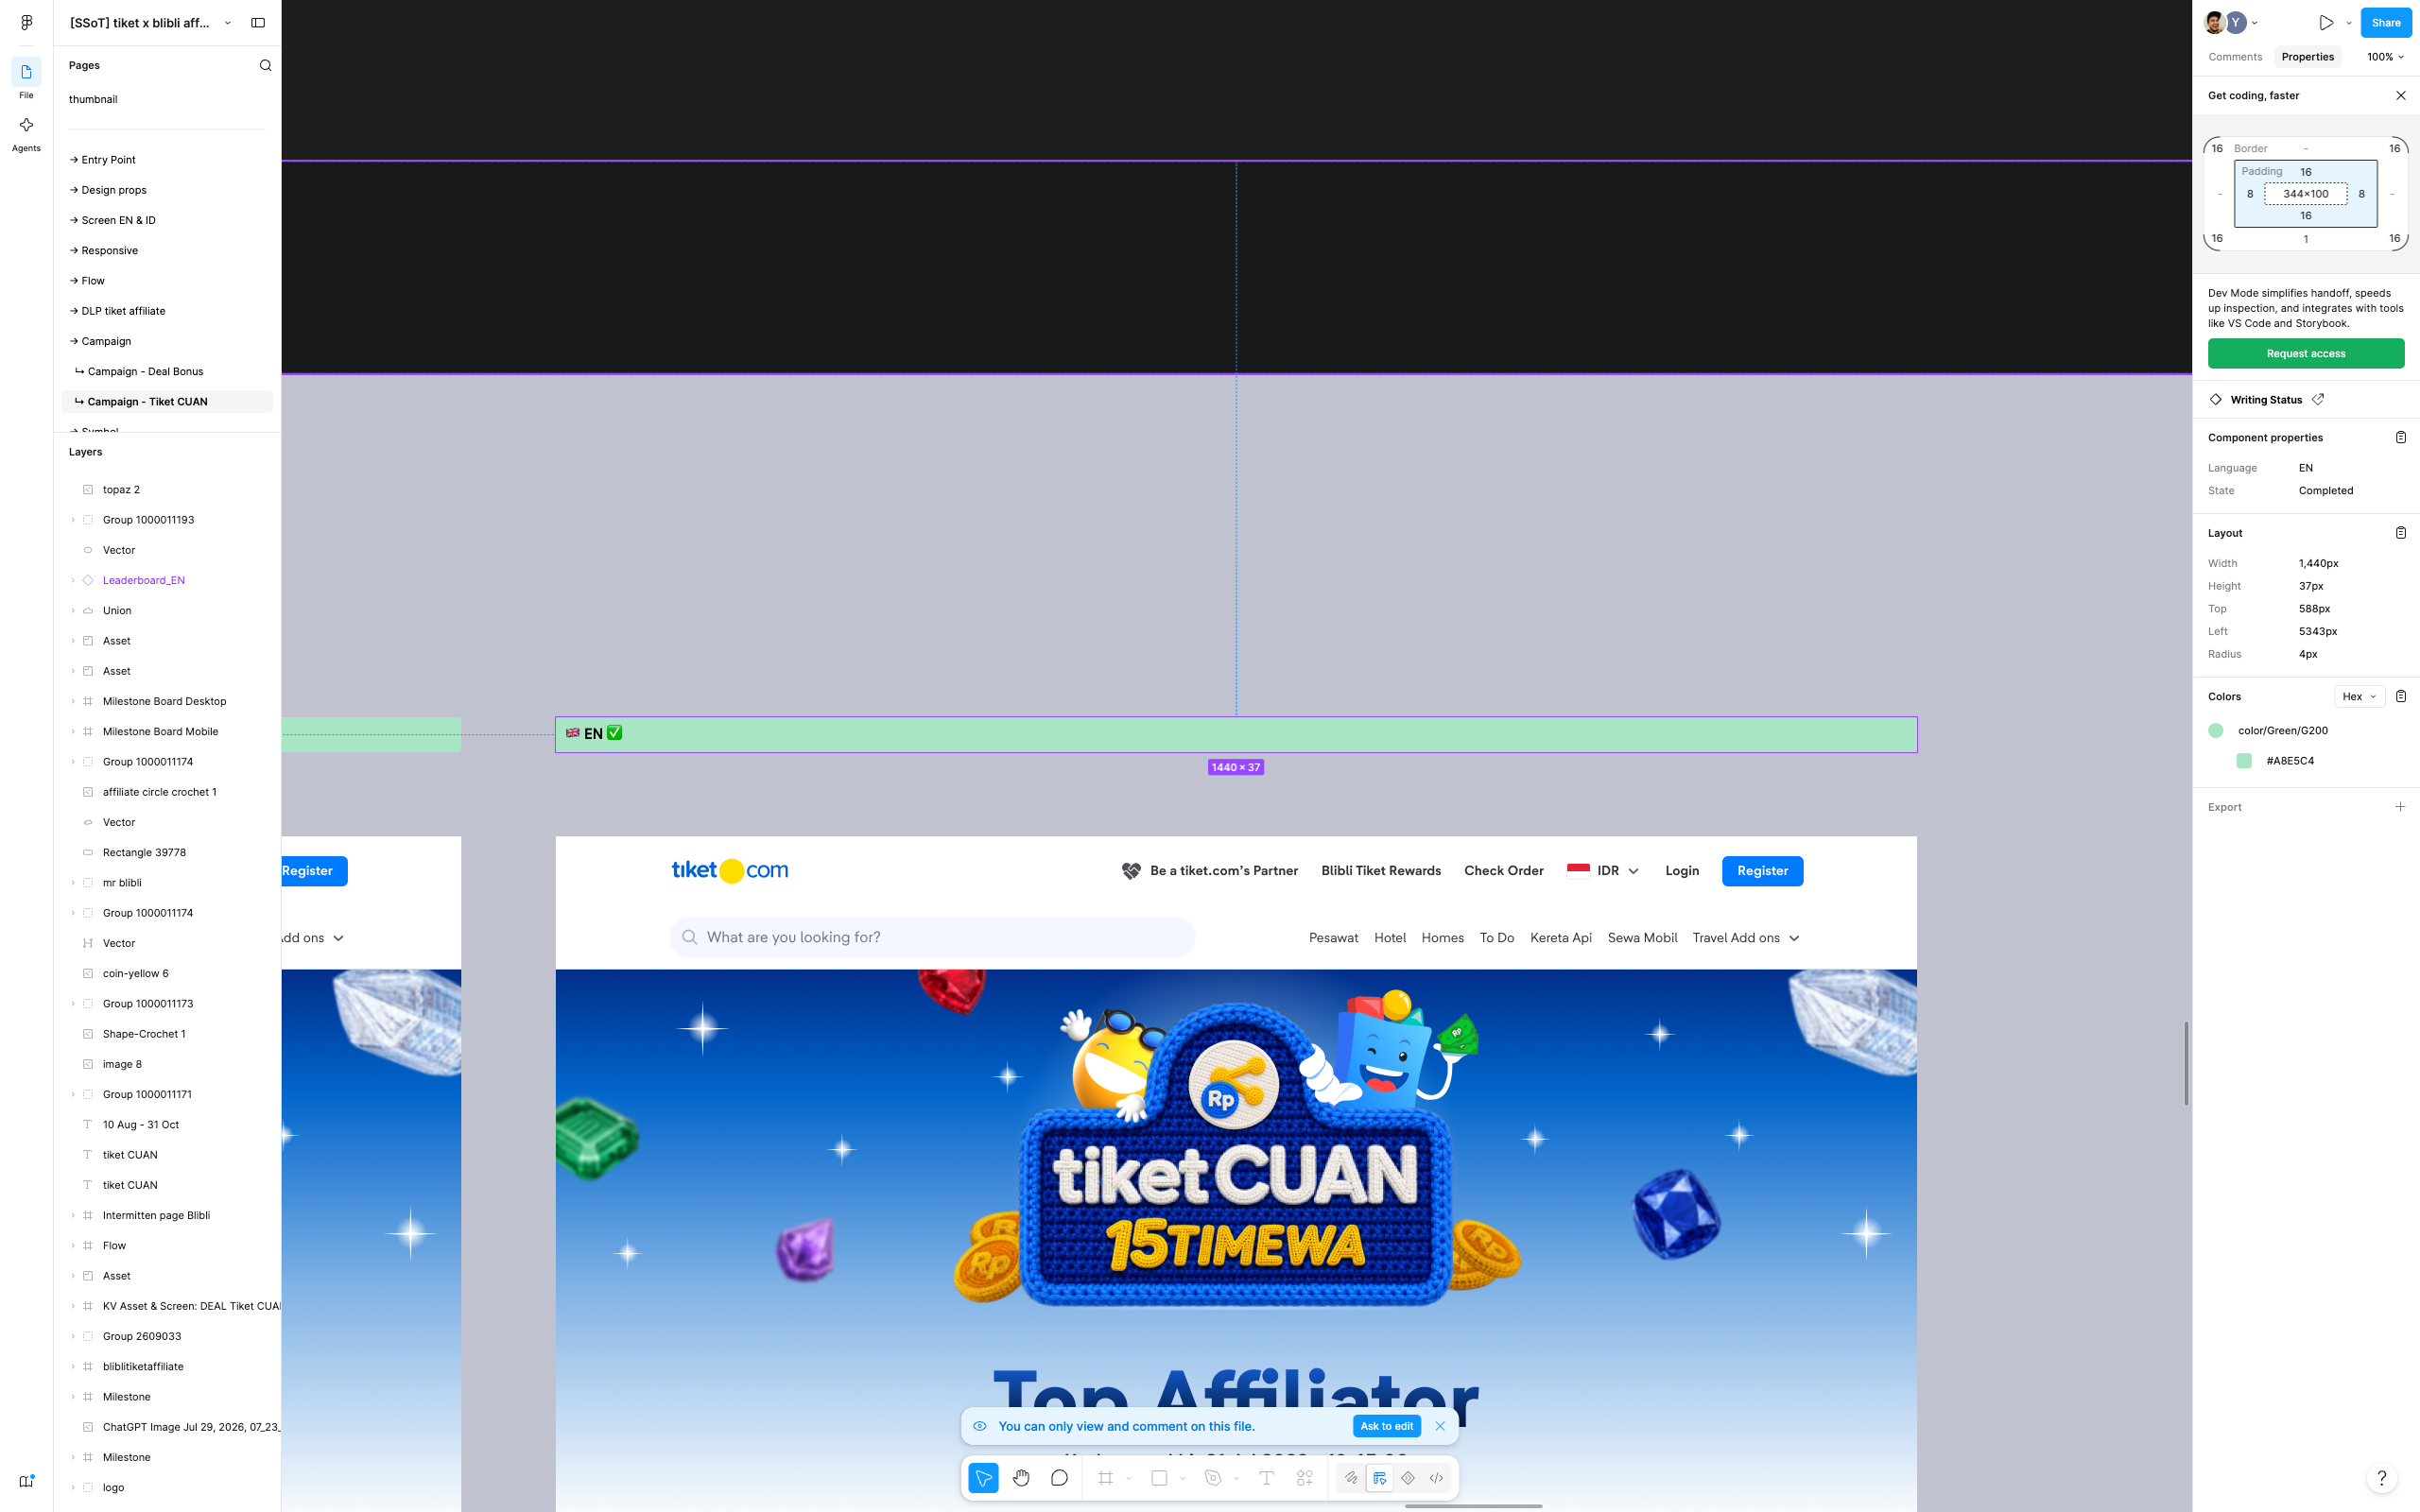 [SSoT] tiket x blibli aff...
File
Agents
Pages
thumbnail
→ Entry Point
→ Design props
→ Screen EN & ID
→ Responsive
→ Flow
→ DLP tiket affiliate
→ Campaign
↳ Campaign - Deal Bonus
↳ Campaign - Tiket CUAN
→ Symbol
Layers
topaz 2
Group 1000011193
Vector
Leaderboard_EN
Union
Asset
Asset
Milestone Board Desktop
Milestone Board Mobile
Group 1000011174
affiliate circle crochet 1
Vector
Rectangle 39778
mr blibli
Group 1000011174
Vector
coin-yellow 6
Group 1000011173
Shape-Crochet 1
image 8
Group 1000011171
10 Aug - 31 Oct
tiket CUAN
tiket CUAN
Intermitten page Blibli
Flow
Asset
KV Asset & Screen: DEAL Tiket CUA
Group 2609033
bliblitiketaffiliate
Milestone
ChatGPT Image Jul 29, 2026, 07_23_
Milestone
logo
🇬🇧 EN ✅
1440 × 37
Register
Add ons
tiket com
Be a tiket.com's Partner
Blibli Tiket Rewards
Check Order
IDR
Login
Register
What are you looking for?
Pesawat
Hotel
Homes
To Do
Kereta Api
Sewa Mobil
Travel Add ons
Rp
Rp
tiket CUAN
15TIMEWA
Rp
Rp
Top Affiliator
You can only view and comment on this file.
Ask to edit
Y
Share
Comments
Properties
100%
Get coding, faster
16
Border
-
16
Padding
16
-
8
344×100
8
-
16
16
1
16
Dev Mode simplifies handoff, speeds
up inspection, and integrates with tools
like VS Code and Storybook.
Request access
Writing Status
Component properties
Language
EN
State
Completed
Layout
Width
1,440px
Height
37px
Top
588px
Left
5343px
Radius
4px
Colors
Hex
color/Green/G200
#A8E5C4
Export
?